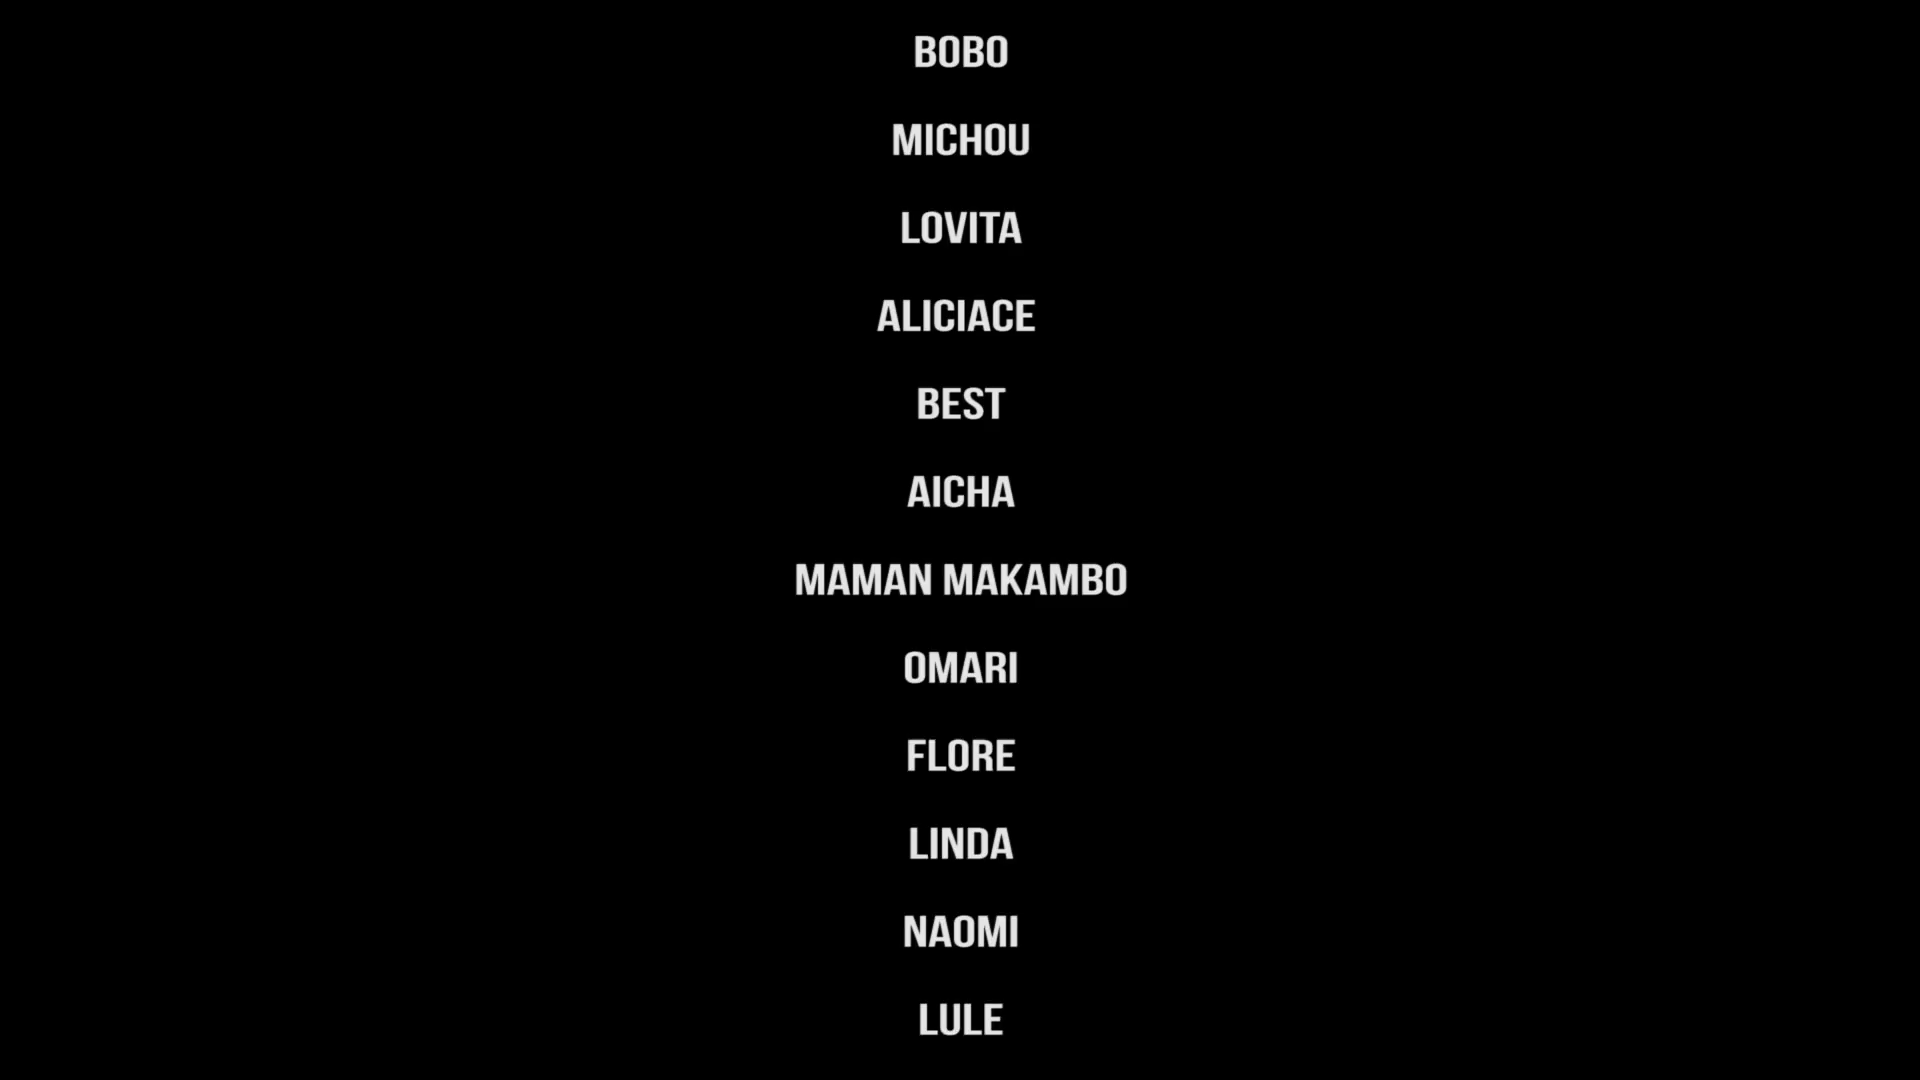 BOBO
MICHOU
LOVITA
ALICIACE
BEST
AICHA
MAMAN MAKAMBO
OMARI
FLORE
LINDA
NAOMI
LULE